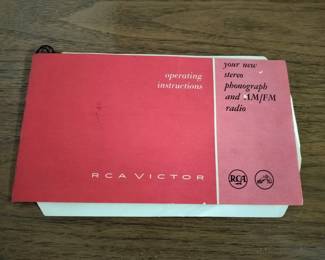 operating
instructions
RCA VICTOR
your new
stereo
phonograph
and AM/FM
radio
RCA